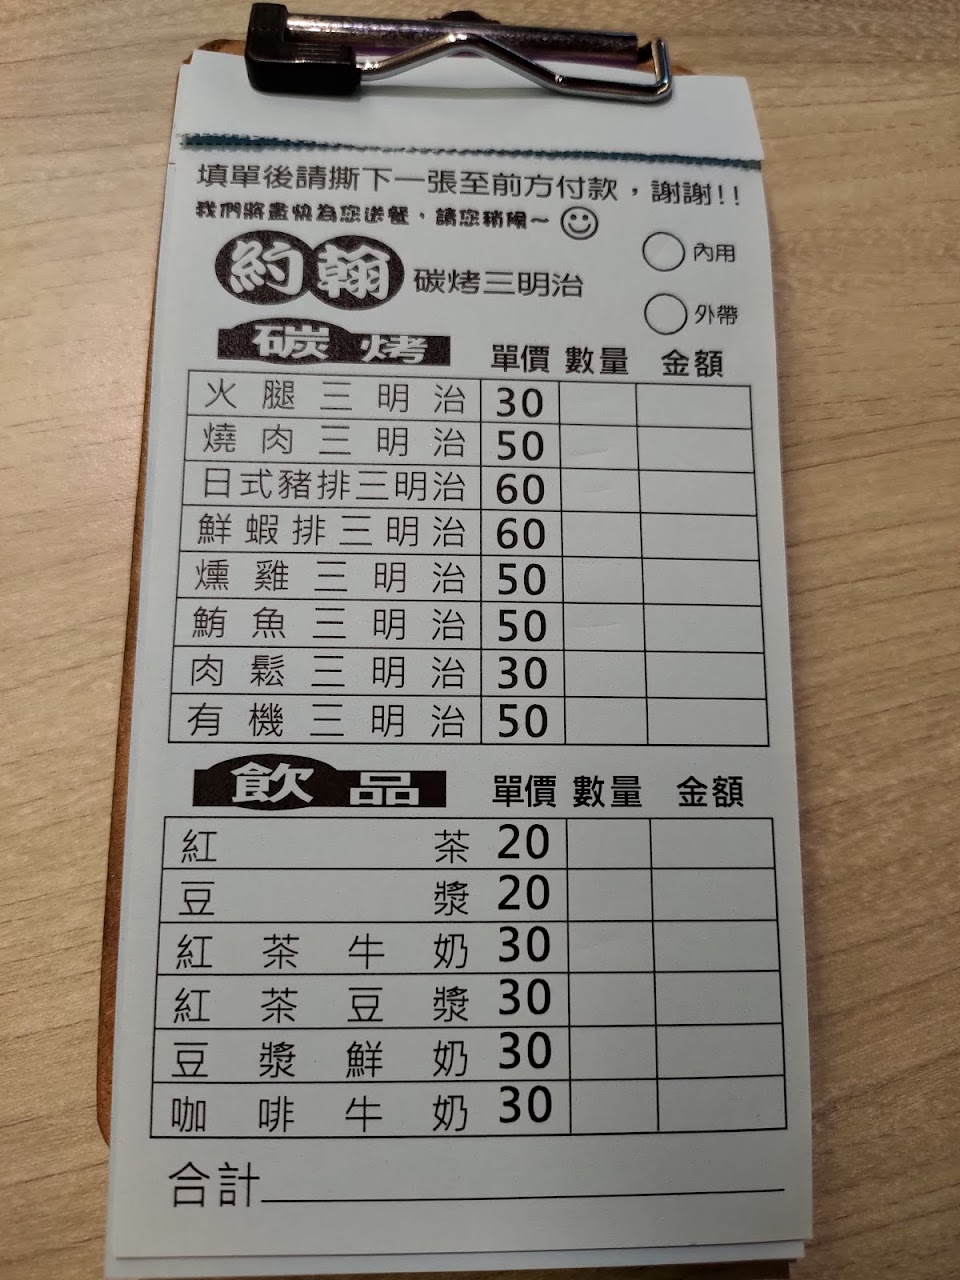 填單後請撕下一張至前方付款，謝謝!!
我們將盡快為您送餐，請您稍候～
約翰 碳烤三明治
內用
外帶
碳烤 單價 數量 金額
火腿三明治 30
燒肉三明治 50
日式豬排三明治 60
鮮蝦排三明治 60
燻雞三明治 50
鮪魚三明治 50
肉鬆三明治 30
有機三明治 50
飲品 單價 數量 金額
紅茶 20
豆漿 20
紅茶牛奶 30
紅茶豆漿 30
豆漿鮮奶 30
咖啡牛奶 30
合計